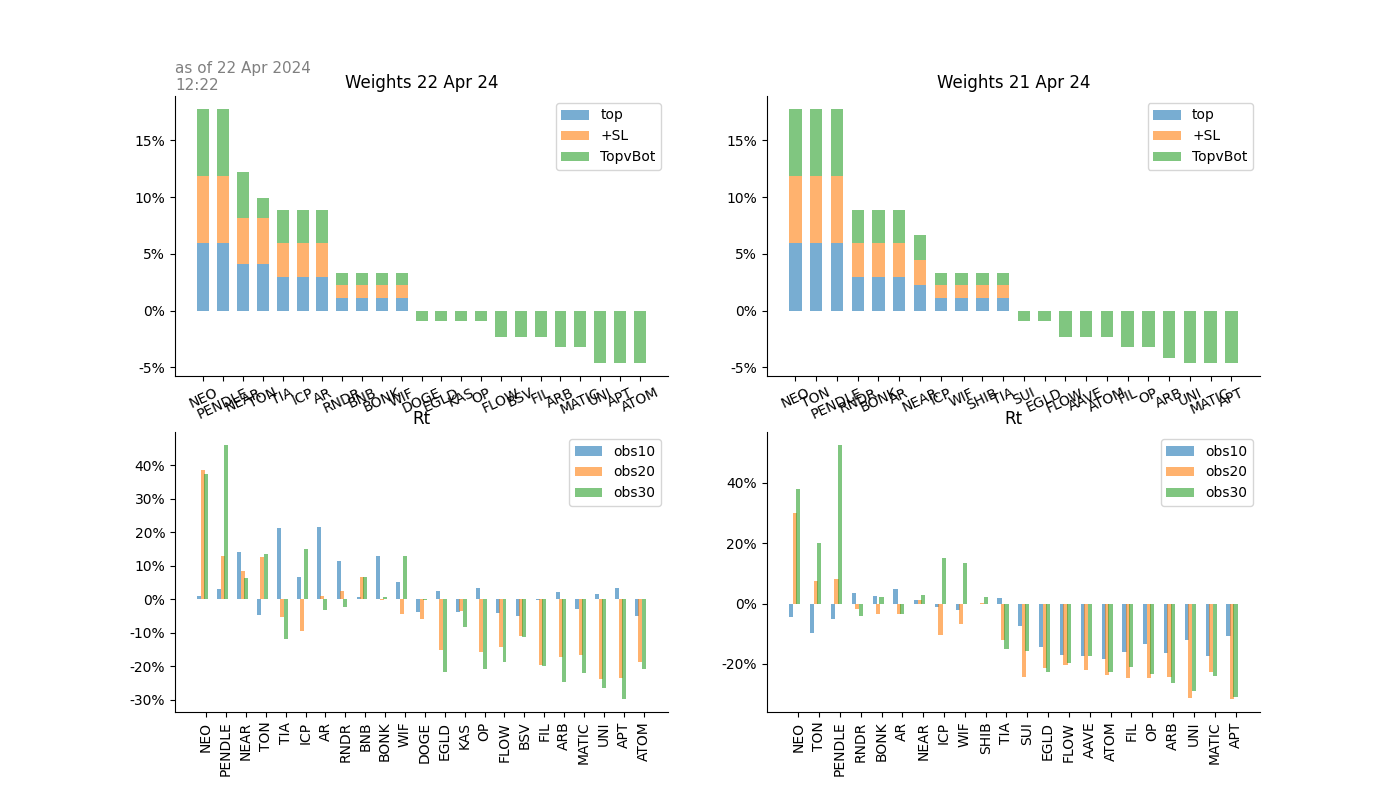 as of 22 Apr 2024
12:22
Weights 22 Apr 24
Weights 21 Apr 24
15%
10%
5%
0%
-5%
top
+SL
TopvBot
NEO PENDLE NEAR TON TIA ICP AR RNDR BNB BONK WIF DOGE EGLD KAS OP FLOW BSV FIL ARB MATIC UNI APT ATOM
15%
10%
5%
0%
-5%
top
+SL
TopvBot
NEO TON PENDLE RNDR BONK AR NEAR ICP WIF SHIB TIA SUI EGLD FLOW AAVE ATOM FIL OP ARB UNI MATIC APT
Rt
40%
30%
20%
10%
0%
-10%
-20%
-30%
obs10
obs20
obs30
NEO PENDLE NEAR TON TIA ICP AR RNDR BNB BONK WIF DOGE EGLD KAS OP FLOW BSV FIL ARB MATIC UNI APT ATOM
Rt
40%
20%
0%
-20%
obs10
obs20
obs30
NEO TON PENDLE RNDR BONK AR NEAR ICP WIF SHIB TIA SUI EGLD FLOW AAVE ATOM FIL OP ARB UNI MATIC APT